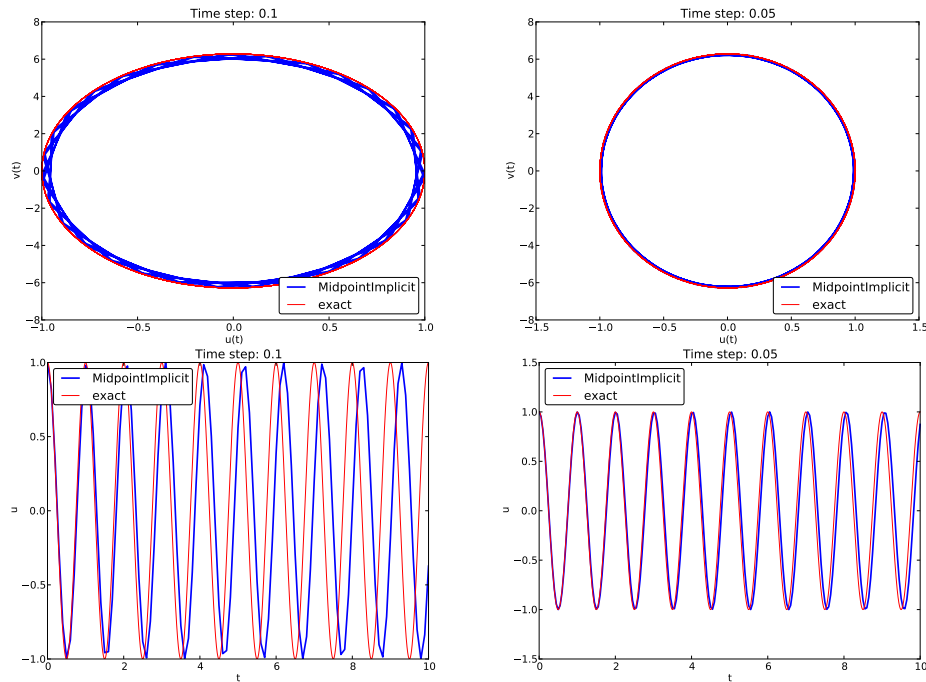 Time step: 0.1
8
6
4
2
0
−2
−4
−6
−8
v(t)
−1.0 −0.5 0.0 0.5 1.0
u(t)
MidpointImplicit
exact
Time step: 0.05
8
6
4
2
0
−2
−4
−6
−8
v(t)
−1.5 −1.0 −0.5 0.0 0.5 1.0 1.5
u(t)
MidpointImplicit
exact
Time step: 0.1
1.0
0.5
0.0
−0.5
−1.0
u
0 2 4 6 8 10
t
MidpointImplicit
exact
Time step: 0.05
1.5
1.0
0.5
0.0
−0.5
−1.0
−1.5
u
0 2 4 6 8 10
t
MidpointImplicit
exact